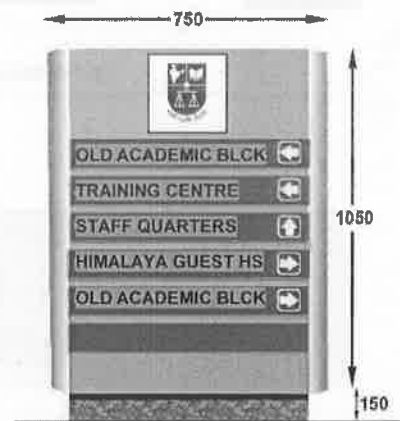 750
OLD ACADEMIC BLCK
TRAINING CENTRE
STAFF QUARTERS
1050
HIMALAYA GUEST HS
OLD ACADEMIC BLCK
150